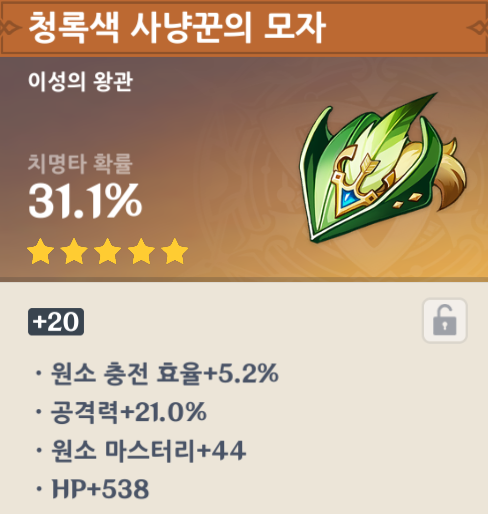 청록색 사냥꾼의 모자
이성의 왕관
치명타 확률
31.1%
+20
· 원소 충전 효율+5.2%
· 공격력+21.0%
· 원소 마스터리+44
· HP+538